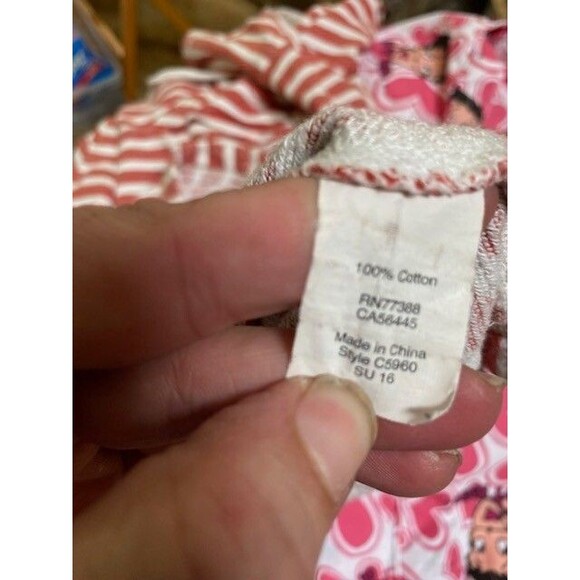 100% Cotton
RN77388
CA56445
Made in China
Style C5960
SU 16